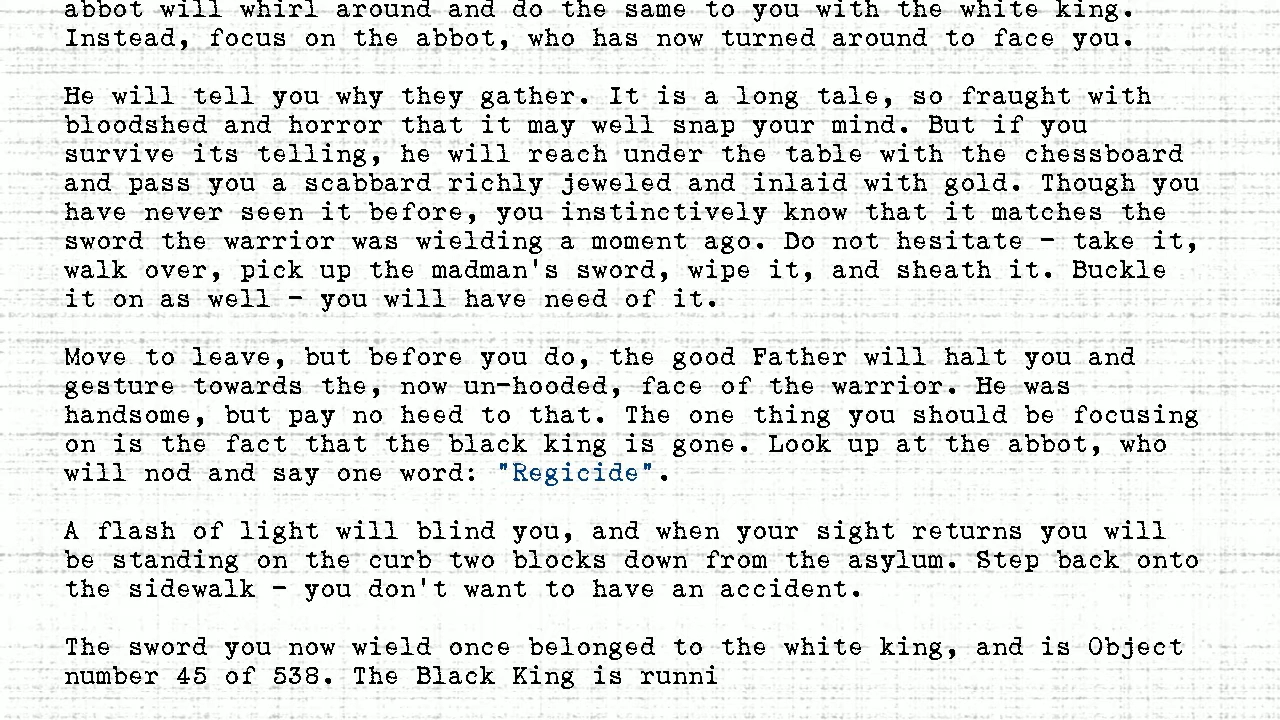 abbot will whirl around and do the same to you with the white king.
Instead, focus on the abbot, who has now turned around to face you.
He will tell you why they gather. It is a long tale, so fraught with
bloodshed and horror that it may well snap your mind. But if you
survive its telling, he will reach under the table with the chessboard
and pass you a scabbard richly jeweled and inlaid with gold. Though you
have never seen it before, you instinctively know that it matches the
sword the warrior was wielding a moment ago. Do not hesitate - take it,
walk over, pick up the madman's sword, wipe it, and sheath it. Buckle
it on as well - you will have need of it.
Move to leave, but before you do, the good Father will halt you and
gesture towards the, now un-hooded, face of the warrior. He was
handsome, but pay no heed to that. The one thing you should be focusing
on is the fact that the black king is gone. Look up at the abbot, who
will nod and say one word: "Regicide".
A flash of light will blind you, and when your sight returns you will
be standing on the curb two blocks down from the asylum. Step back onto
the sidewalk - you don't want to have an accident.
The sword you now wield once belonged to the white king, and is Object
number 45 of 538. The Black King is runni